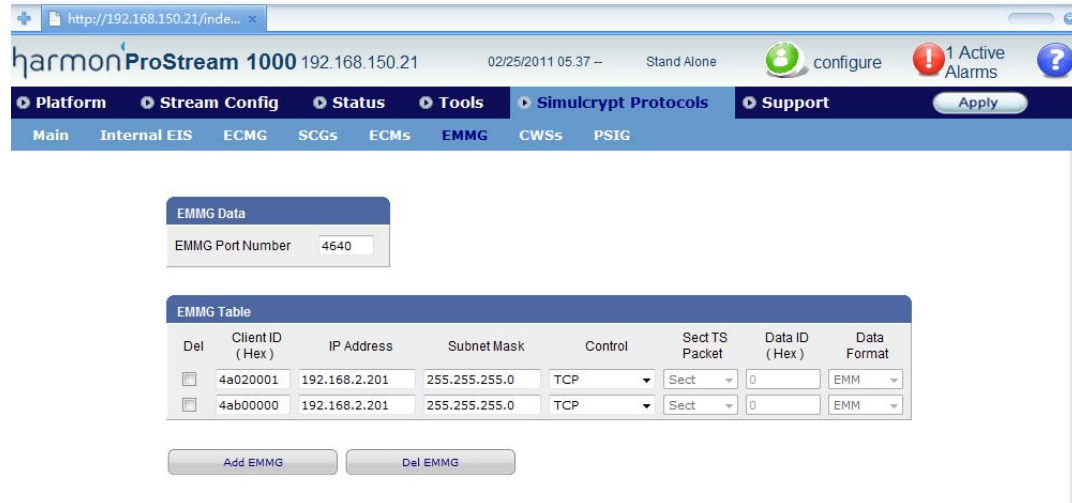 http://192.168.150.21/inde... ×
harmonic ProStream 1000 192.168.150.21 02/25/2011 05.37 -- Stand Alone configure 1 Active Alarms ?
Platform Stream Config Status Tools Simulcrypt Protocols Support Apply
Main Internal EIS ECMG SCGs ECMs EMMG CWSs PSIG
EMMG Data
EMMG Port Number 4640
EMMG Table
Del Client ID (Hex) IP Address Subnet Mask Control Sect TS Packet Data ID (Hex) Data Format
4a020001 192.168.2.201 255.255.255.0 TCP Sect 0 EMM
4ab00000 192.168.2.201 255.255.255.0 TCP Sect 0 EMM
Add EMMG Del EMMG